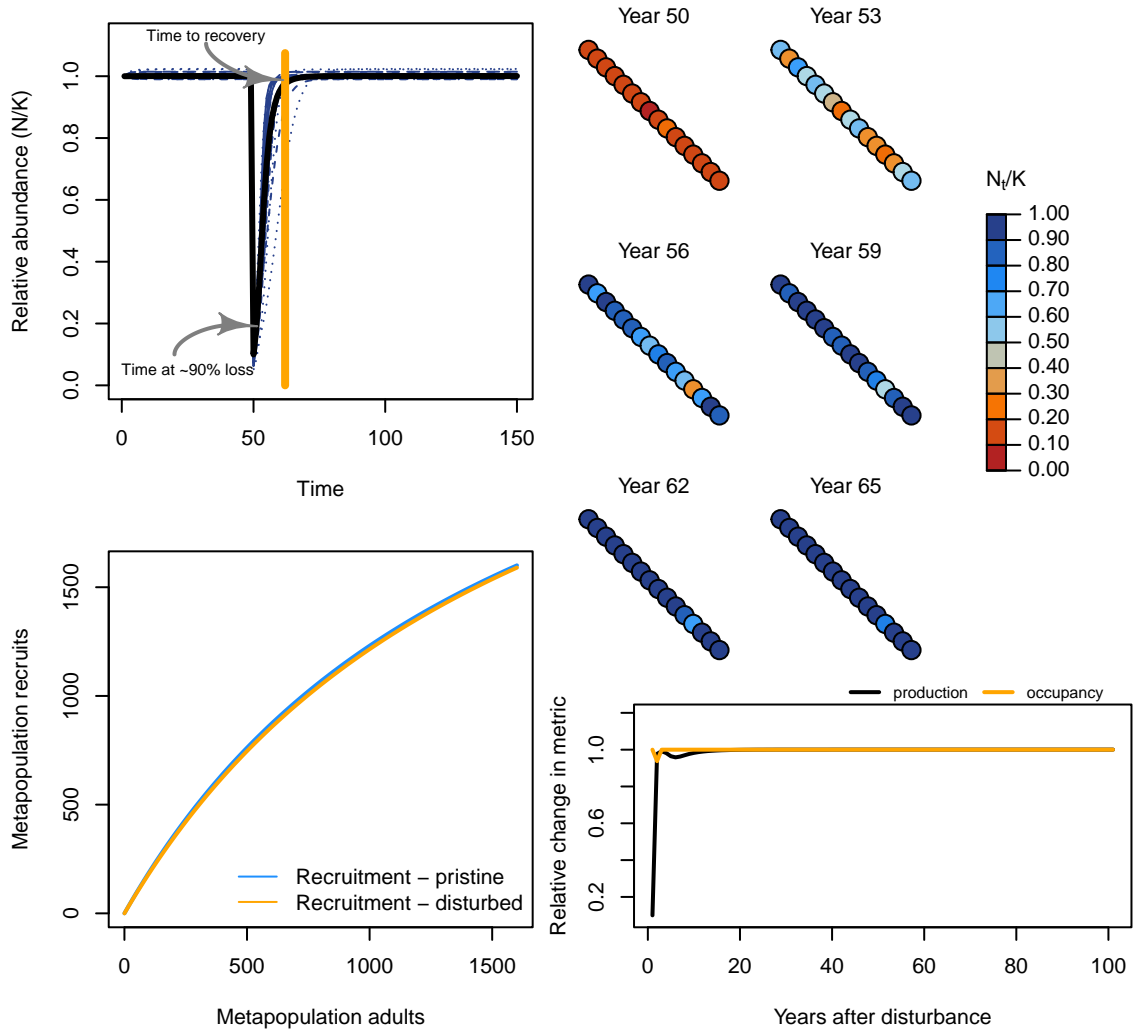 Relative abundance (N/K)
1.0
0.8
0.6
0.4
0.2
0.0
Time to recovery
Time at ~90% loss
0
50
100
150
Time
Year 50
Year 53
Year 56
Year 59
Year 62
Year 65
Nt/K
1.00
0.90
0.80
0.70
0.60
0.50
0.40
0.30
0.20
0.10
0.00
Metapopulation recruits
1500
1000
500
0
Recruitment − pristine
Recruitment − disturbed
0
500
1000
1500
Metapopulation adults
production
occupancy
Relative change in metric
1.0
0.6
0.2
0
20
40
60
80
100
Years after disturbance